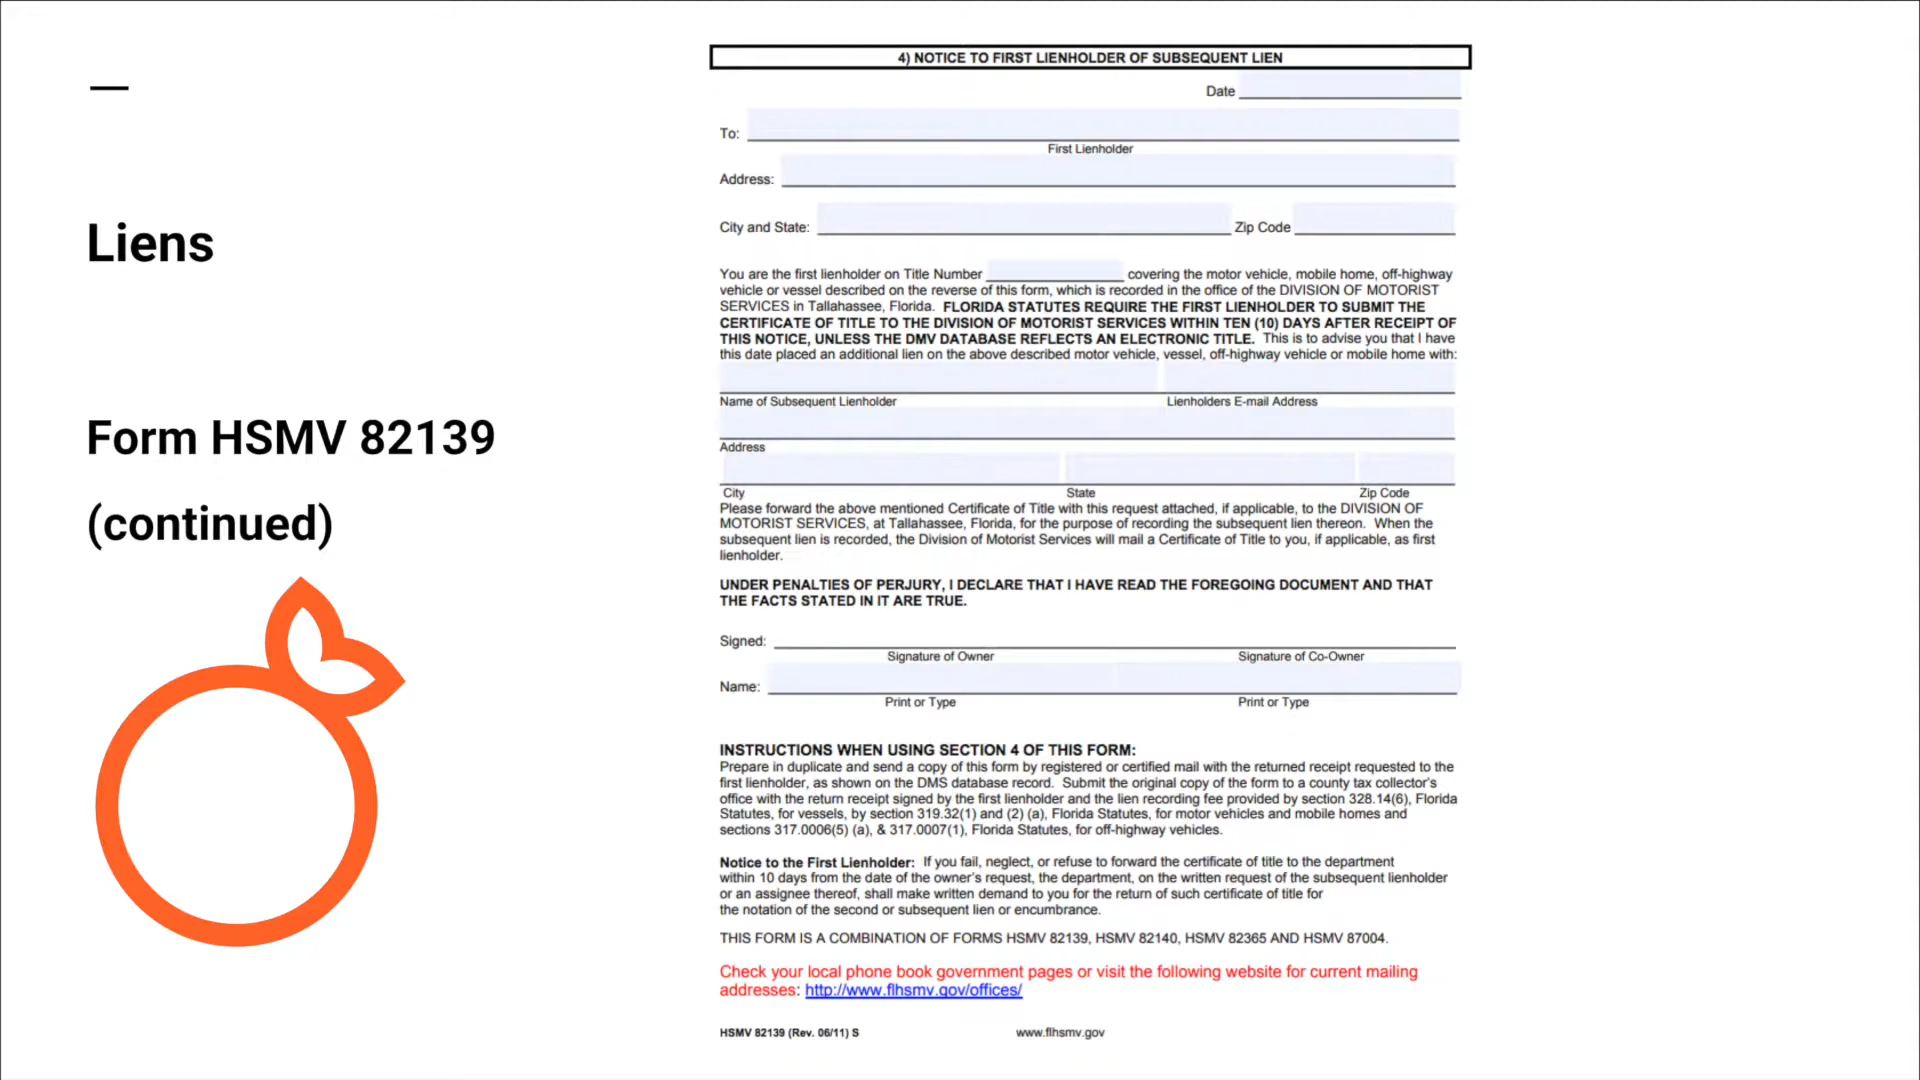 Liens
Form HSMV 82139
(continued)
4) NOTICE TO FIRST LIENHOLDER OF SUBSEQUENT LIEN
Date
To:
First Lienholder
Address:
City and State:
Zip Code
You are the first lienholder on Title Number covering the motor vehicle, mobile home, off-highway
vehicle or vessel described on the reverse of this form, which is recorded in the office of the DIVISION OF MOTORIST
SERVICES in Tallahassee, Florida. FLORIDA STATUTES REQUIRE THE FIRST LIENHOLDER TO SUBMIT THE
CERTIFICATE OF TITLE TO THE DIVISION OF MOTORIST SERVICES WITHIN TEN (10) DAYS AFTER RECEIPT OF
THIS NOTICE, UNLESS THE DMV DATABASE REFLECTS AN ELECTRONIC TITLE. This is to advise you that I have
this date placed an additional lien on the above described motor vehicle, vessel, off-highway vehicle or mobile home with:
Name of Subsequent Lienholder
Lienholders E-mail Address
Address
City
State
Zip Code
Please forward the above mentioned Certificate of Title with this request attached, if applicable, to the DIVISION OF
MOTORIST SERVICES, at Tallahassee, Florida, for the purpose of recording the subsequent lien thereon. When the
subsequent lien is recorded, the Division of Motorist Services will mail a Certificate of Title to you, if applicable, as first
lienholder.
UNDER PENALTIES OF PERJURY, I DECLARE THAT I HAVE READ THE FOREGOING DOCUMENT AND THAT
THE FACTS STATED IN IT ARE TRUE.
Signed:
Signature of Owner
Signature of Co-Owner
Name:
Print or Type
Print or Type
INSTRUCTIONS WHEN USING SECTION 4 OF THIS FORM:
Prepare in duplicate and send a copy of this form by registered or certified mail with the returned receipt requested to the
first lienholder, as shown on the DMS database record. Submit the original copy of the form to a county tax collector's
office with the return receipt signed by the first lienholder and the lien recording fee provided by section 328.14(6), Florida
Statutes, for vessels, by section 319.32(1) and (2) (a), Florida Statutes, for motor vehicles and mobile homes and
sections 317.0006(5) (a), & 317.0007(1), Florida Statutes, for off-highway vehicles.
Notice to the First Lienholder: If you fail, neglect, or refuse to forward the certificate of title to the department
within 10 days from the date of the owner's request, the department, on the written request of the subsequent lienholder
or an assignee thereof, shall make written demand to you for the return of such certificate of title for
the notation of the second or subsequent lien or encumbrance.
THIS FORM IS A COMBINATION OF FORMS HSMV 82139, HSMV 82140, HSMV 82365 AND HSMV 87004.
Check your local phone book government pages or visit the following website for current mailing
addresses: http://www.flhsmv.gov/offices/
HSMV 82139 (Rev. 06/11) S
www.flhsmv.gov